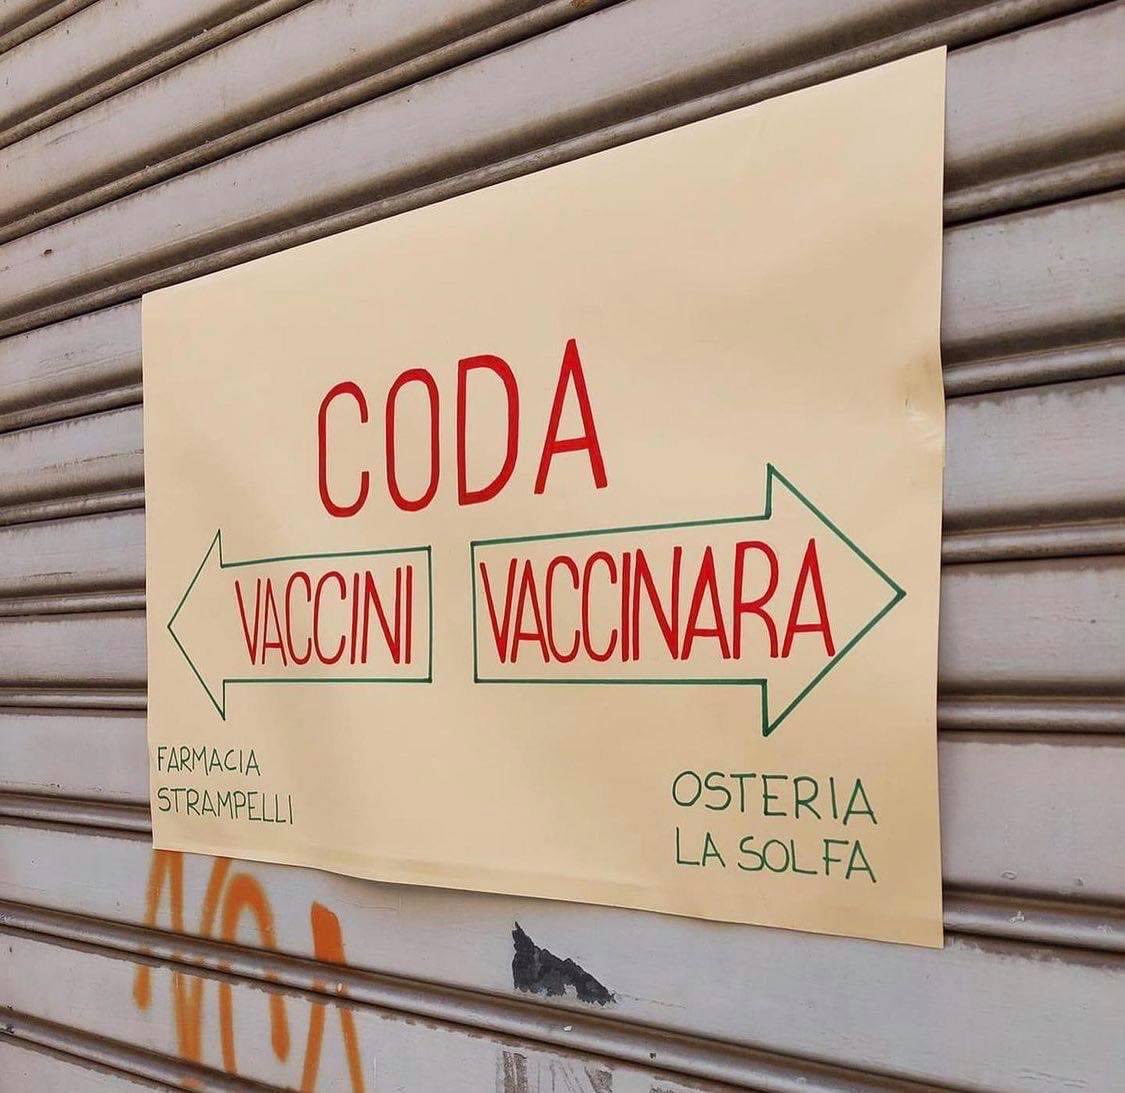 CODA
VACCINI VACCINARA
FARMACIA
STRAMPELLI
OSTERIA
LA SOLFA